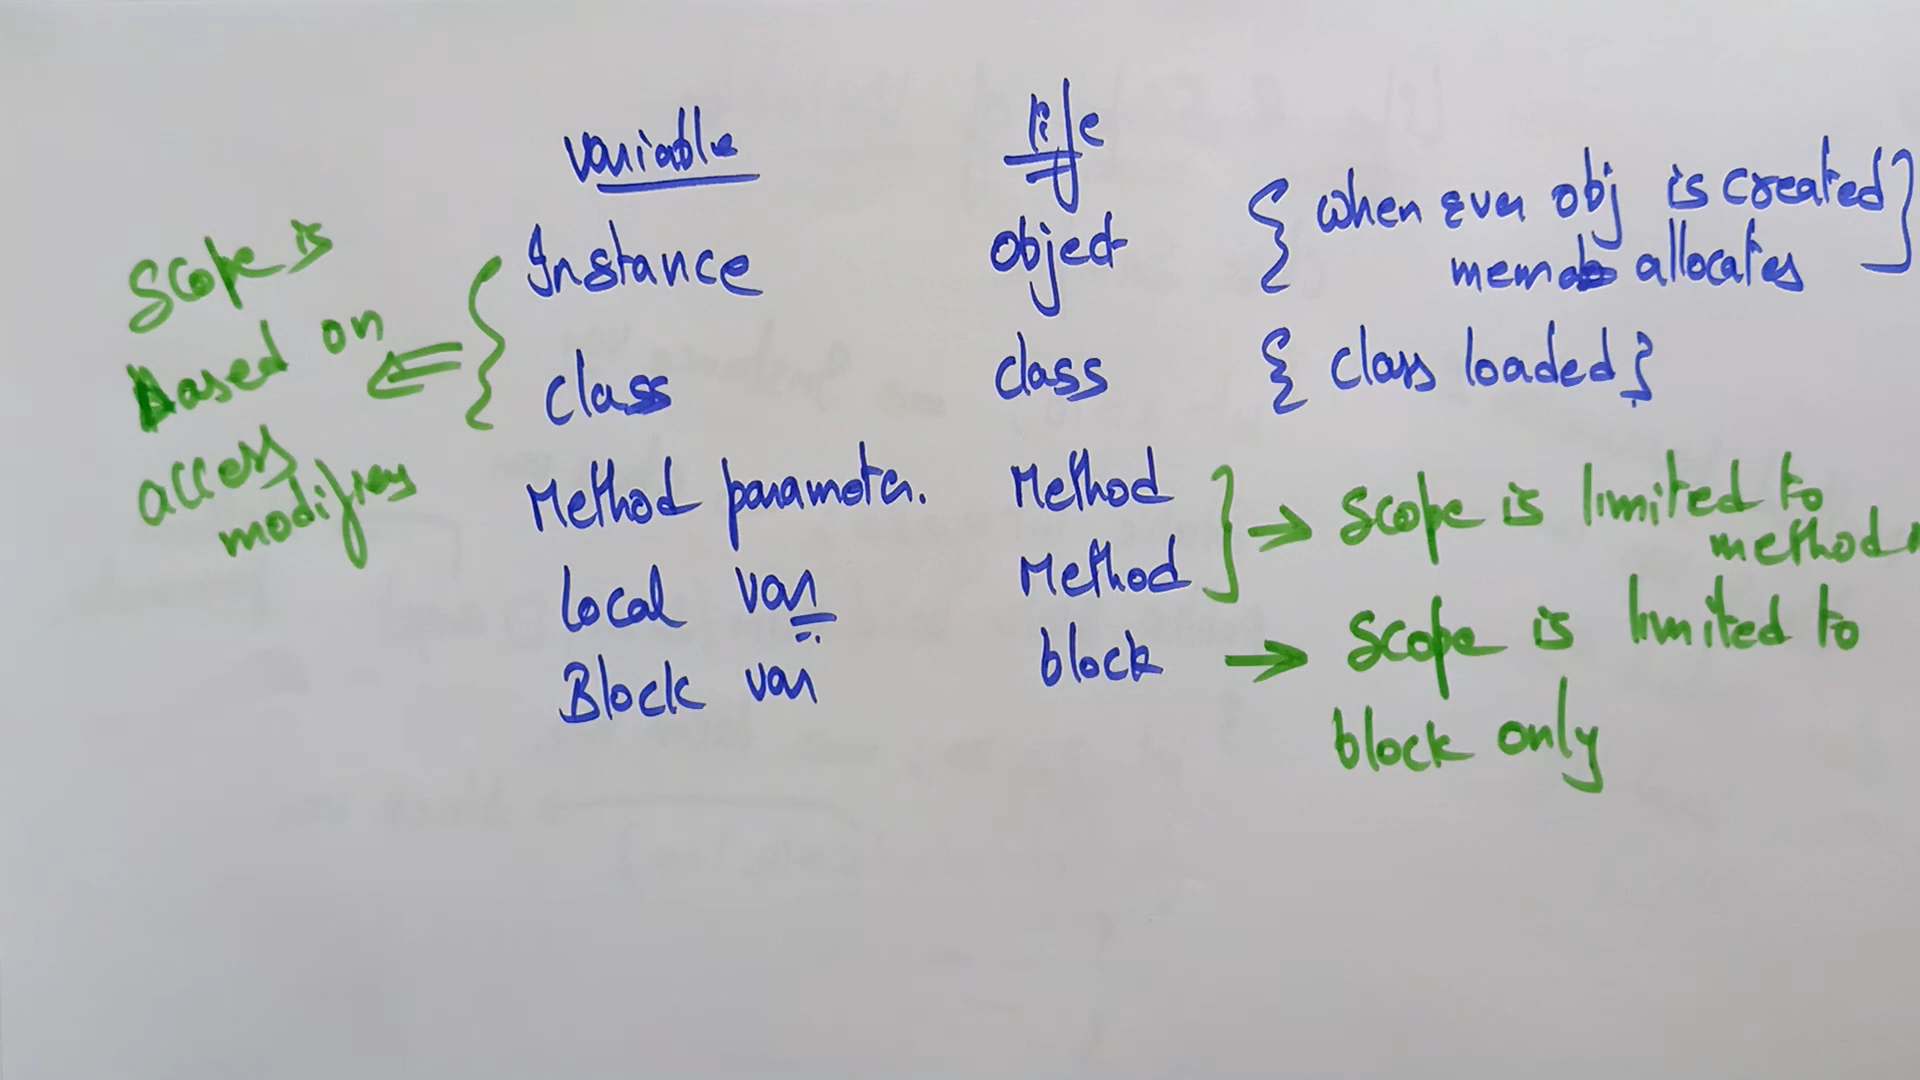 variable life
Instance object { when ever obj is created }
mem allocates
class class { class loaded }
Method parameter. Method
local var Method
Block var block
scope is
based on
access
modifiers
→ scope is limited to
method
→ scope is limited to
block only